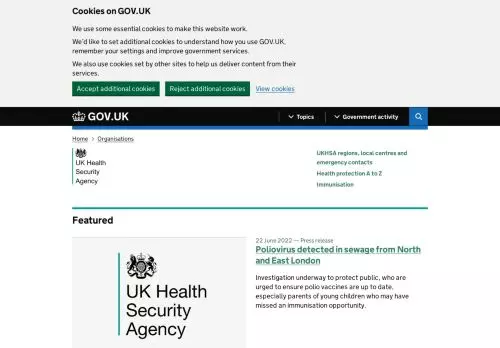 Cookies on GOV.UK
We use some essential cookies to make this website work.
We'd like to set additional cookies to understand how you use GOV.UK,
remember your settings and improve government services.
We also use cookies set by other sites to help us deliver content from their
services.
Accept additional cookies
Reject additional cookies
View cookies
GOV.UK
Topics
Government activity
Home > Organisations
UK Health
Security
Agency
UKHSA regions, local centres and
emergency contacts
Health protection A to Z
Immunisation
Featured
UK Health
Security
Agency
22 June 2022 — Press release
Poliovirus detected in sewage from North
and East London
Investigation underway to protect public, who are
urged to ensure polio vaccines are up to date,
especially parents of young children who may have
missed an immunisation opportunity.